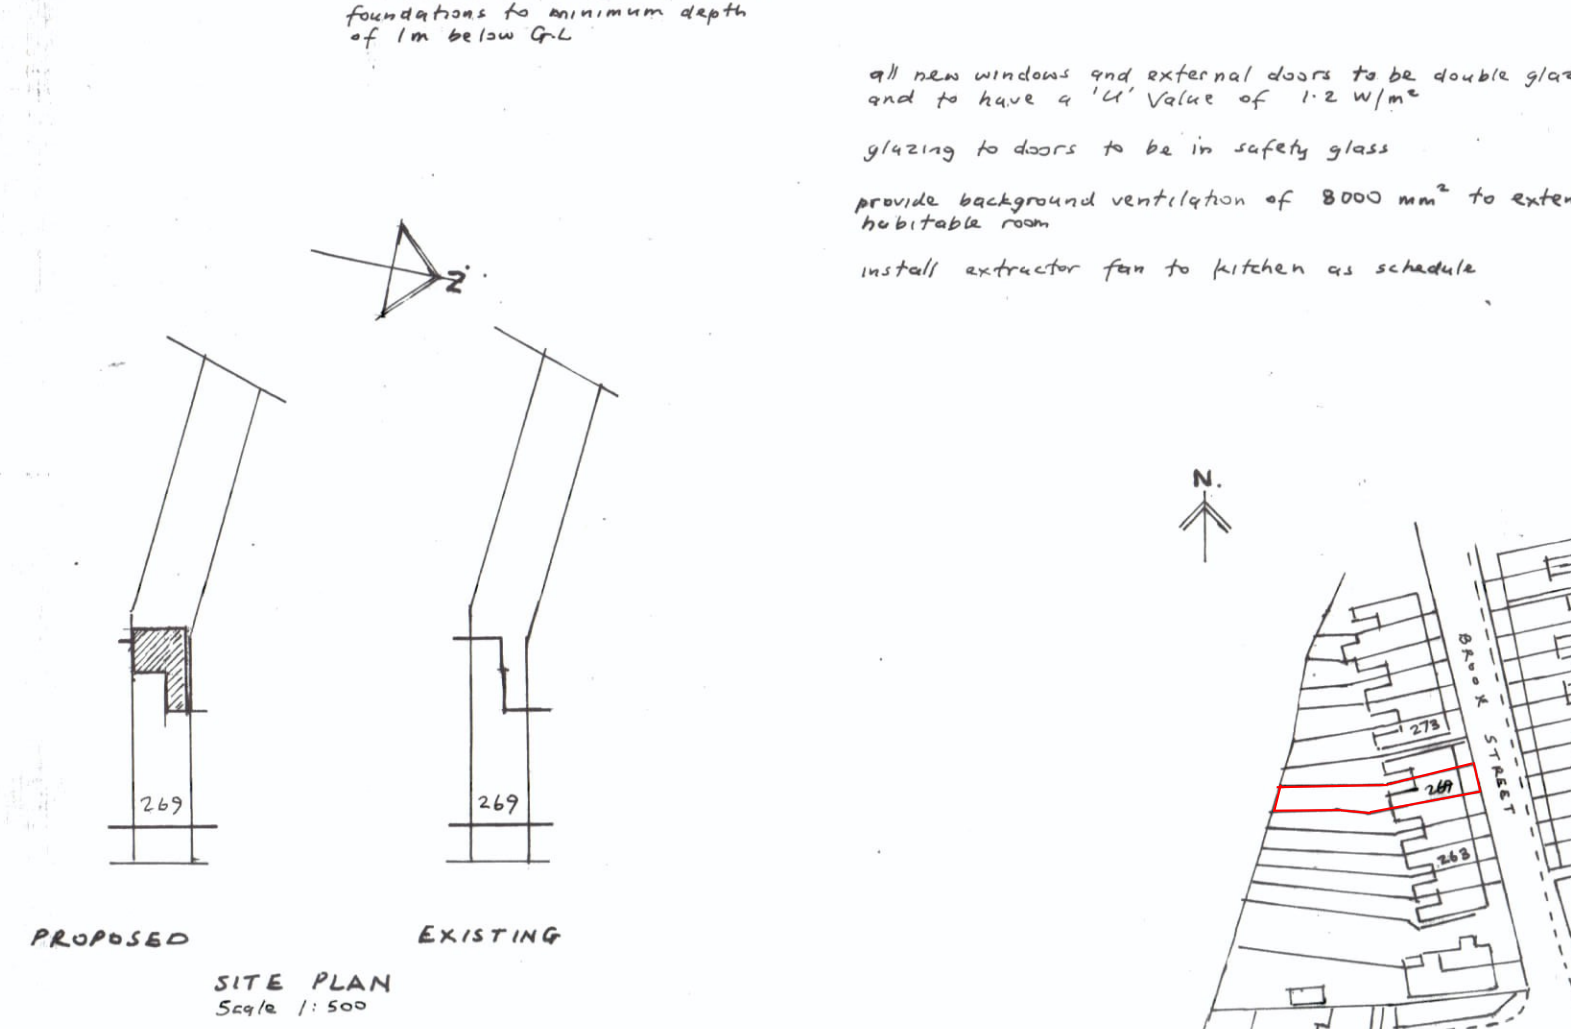 foundations to minimum depth
of 1m below G.L
all new windows and external doors to be double glaz
and to have a 'U' Value of 1.2 W/m²
glazing to doors to be in safety glass
provide background ventilation of 8000 mm² to exten
habitable room
install extractor fan to kitchen as schedule
N
N.
BROOK STREET
273
269
263
269
269
PROPOSED
EXISTING
SITE PLAN
Scale 1:500